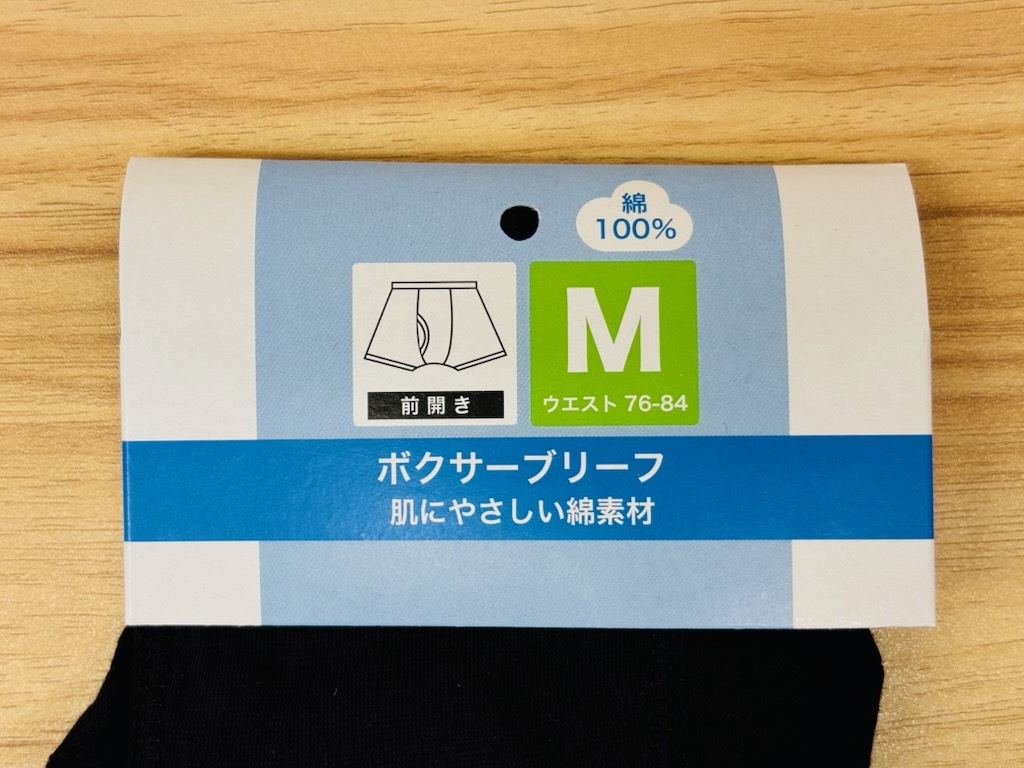 綿
100%
M
前開き
ウエスト 76-84
ボクサーブリーフ
肌にやさしい綿素材